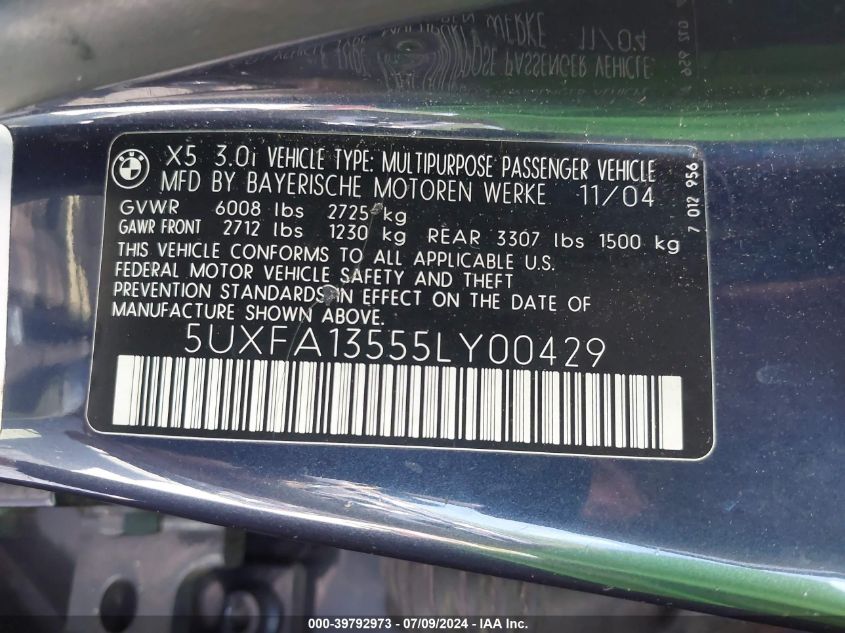 X5 3.0i VEHICLE TYPE: MULTIPURPOSE PASSENGER VEHICLE
MFD BY BAYERISCHE MOTOREN WERKE 11/04
GVWR 6008 lbs 2725 kg
GAWR FRONT 2712 lbs 1230 kg REAR 3307 lbs 1500 kg
THIS VEHICLE CONFORMS TO ALL APPLICABLE U.S.
FEDERAL MOTOR VEHICLE SAFETY AND THEFT
PREVENTION STANDARDS IN EFFECT ON THE DATE OF
MANUFACTURE SHOWN ABOVE.
5UXFA13555LY00429
7 012 956
000-39792973 / 07/09/2024 - IAA Inc.